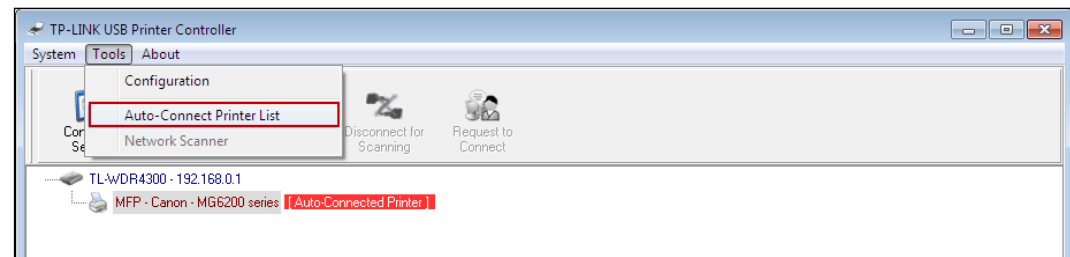 TP-LINK USB Printer Controller
System Tools About
Configuration
Auto-Connect Printer List
Network Scanner
Disconnect for
Scanning
Request to
Connect
TL-WDR4300 - 192.168.0.1
MFP - Canon - MG6200 series [ Auto-Connected Printer ]